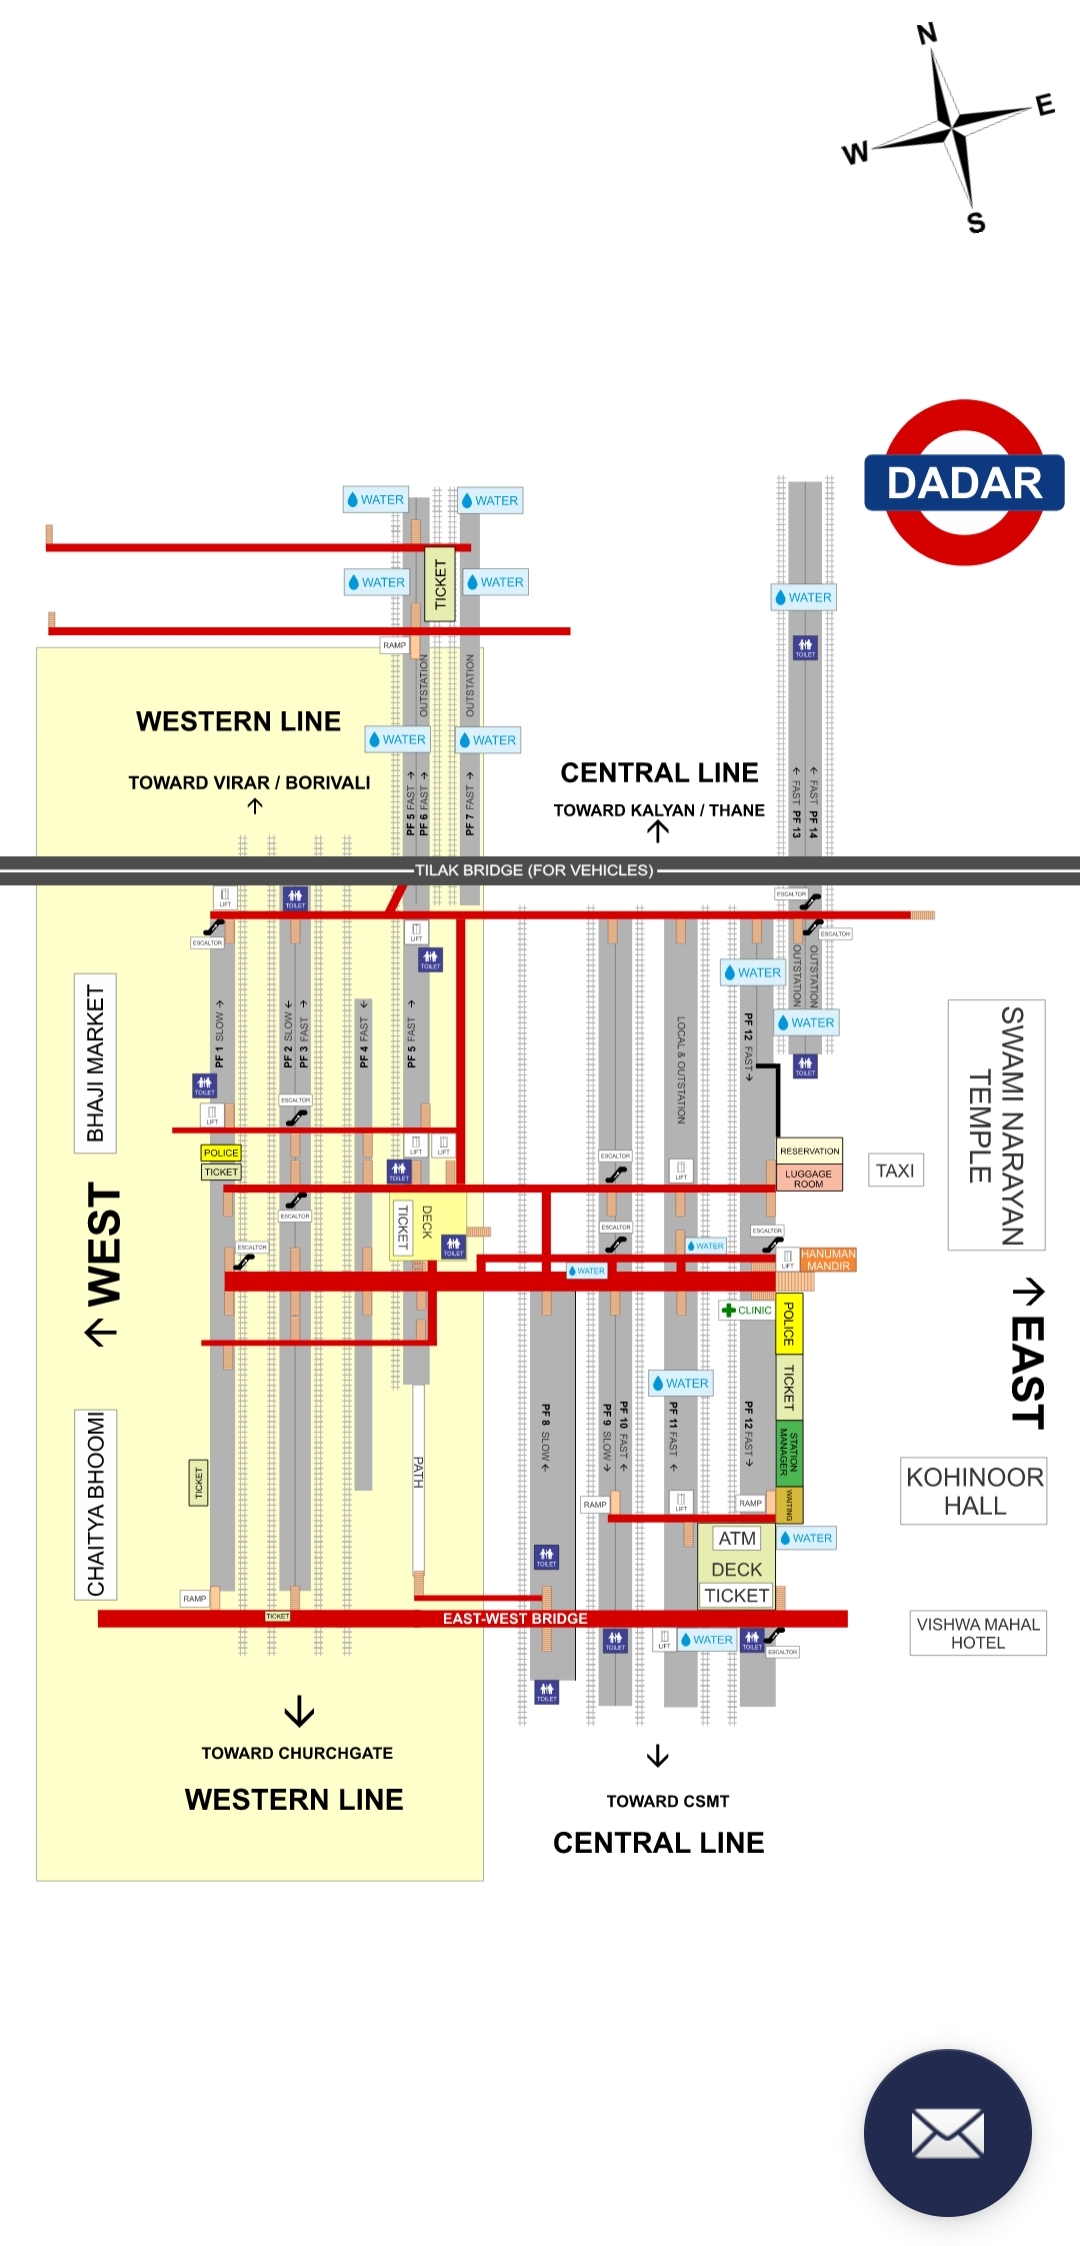 N
E
W
S
DADAR
WATER
WATER
TICKET
WATER
WATER
WATER
TOILET
RAMP
OUTSTATION
OUTSTATION
WESTERN LINE
TOWARD VIRAR / BORIVALI
↑
WATER
WATER
CENTRAL LINE
TOWARD KALYAN / THANE
↑
PF 5 FAST →
PF 6 FAST →
PF 7 FAST →
← FAST PF 13
← FAST PF 14
TILAK BRIDGE (FOR VEHICLES)
LIFT
TOILET
ESCALTOR
ESCALTOR
LIFT
ESCALTOR
TOILET
OUTSTATION
OUTSTATION
WATER
WATER
TOILET
BHAJI MARKET
PF 1 SLOW →
PF 2 SLOW ←
PF 3 FAST →
PF 4 FAST ←
PF 5 FAST →
LOCAL & OUTSTATION
PF 12 FAST →
SWAMI NARAYAN
TEMPLE
TOILET
LIFT
ESCALTOR
POLICE
TICKET
LIFT
LIFT
TOILET
ESCALTOR
LIFT
RESERVATION
LUGGAGE
ROOM
TAXI
← WEST
ESCALTOR
TICKET
DECK
TOILET
ESCALTOR
ESCALTOR
ESCALTOR
WATER
WATER
LIFT
HANUMAN
MANDIR
← EAST
CLINIC
POLICE
TICKET
STATION
MANAGER
WAITING
WATER
CHAITYA BHOOMI
TICKET
PATH
PF 8 SLOW ←
PF 9 SLOW →
PF 10 FAST ←
PF 11 FAST ←
PF 12 FAST →
KOHINOOR
HALL
RAMP
LIFT
RAMP
ATM
DECK
TICKET
WATER
TOILET
RAMP
TICKET
EAST-WEST BRIDGE
TOILET
LIFT
WATER
TOILET
ESCALTOR
VISHWA MAHAL
HOTEL
TOILET
↓
TOWARD CHURCHGATE
WESTERN LINE
↓
TOWARD CSMT
CENTRAL LINE